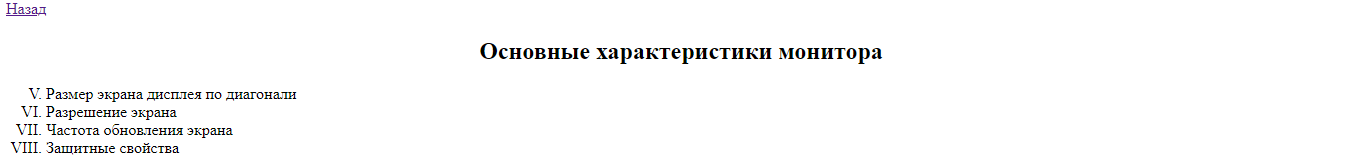 Назад
Основные характеристики монитора
V. Размер экрана дисплея по диагонали
VI. Разрешение экрана
VII. Частота обновления экрана
VIII. Защитные свойства